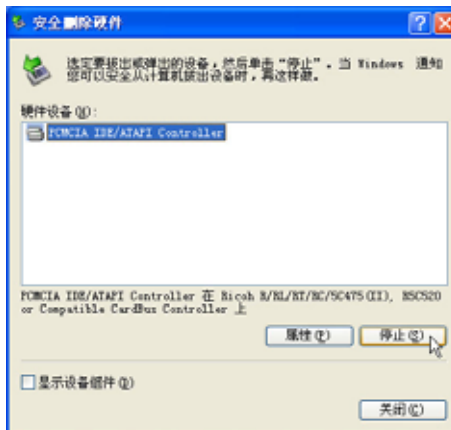 安全删除硬件
选定要拔出或弹出的设备，然后单击“停止”。当 Windows 通知
您可以安全从计算机拔出设备时，再这样做。
硬件设备(H):
PCMCIA IDE/ATAPI Controller
PCMCIA IDE/ATAPI Controller 在 Ricoh R/RL/RT/RC/5C475(II), R5C520
or Compatible CardBus Controller 上
属性(P)
停止(S)
显示设备组件(D)
关闭(C)